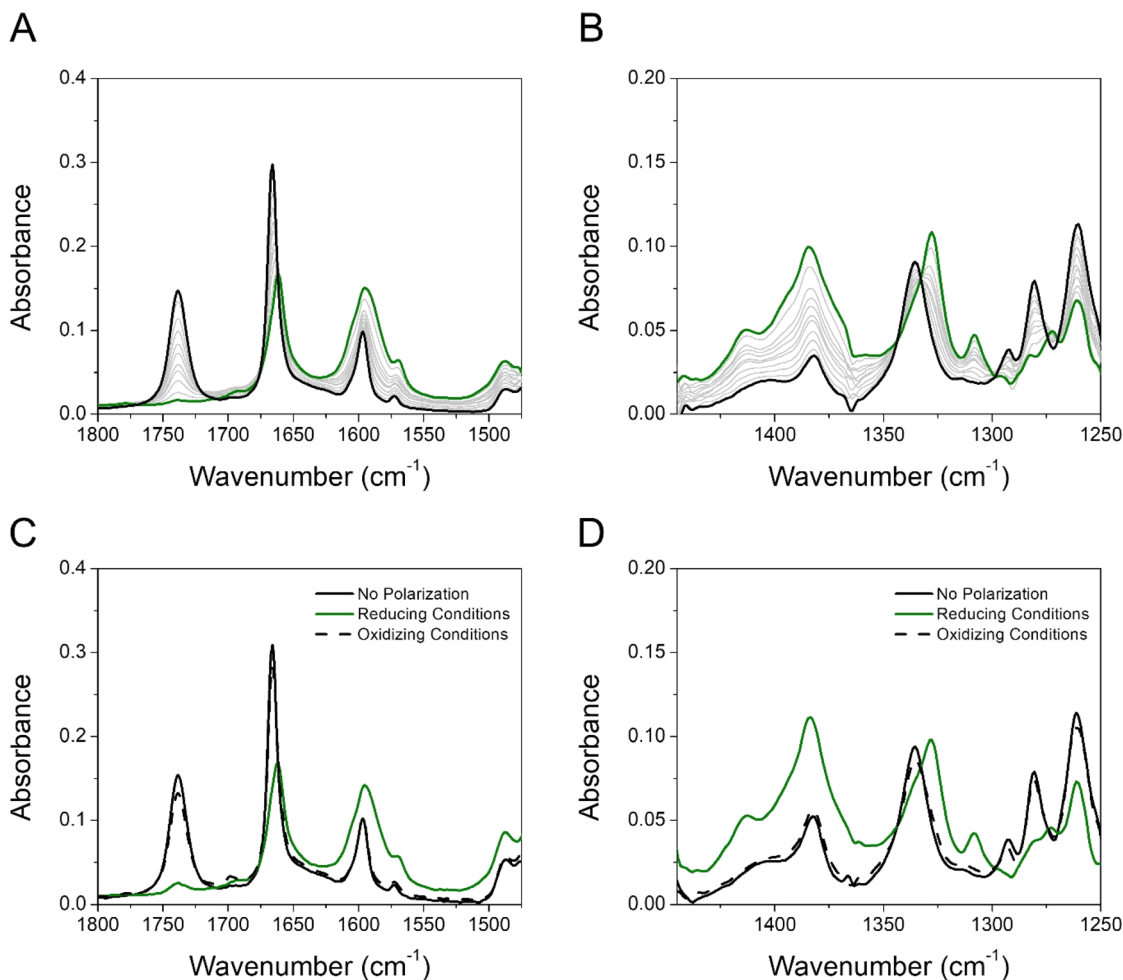 A
0.4
0.3
0.2
0.1
0.0
Absorbance
1800 1750 1700 1650 1600 1550 1500
Wavenumber (cm⁻¹)
B
0.20
0.15
0.10
0.05
0.00
Absorbance
1400 1350 1300 1250
Wavenumber (cm⁻¹)
C
0.4
0.3
0.2
0.1
0.0
Absorbance
No Polarization
Reducing Conditions
Oxidizing Conditions
1800 1750 1700 1650 1600 1550 1500
Wavenumber (cm⁻¹)
D
0.20
0.15
0.10
0.05
0.00
Absorbance
No Polarization
Reducing Conditions
Oxidizing Conditions
1400 1350 1300 1250
Wavenumber (cm⁻¹)